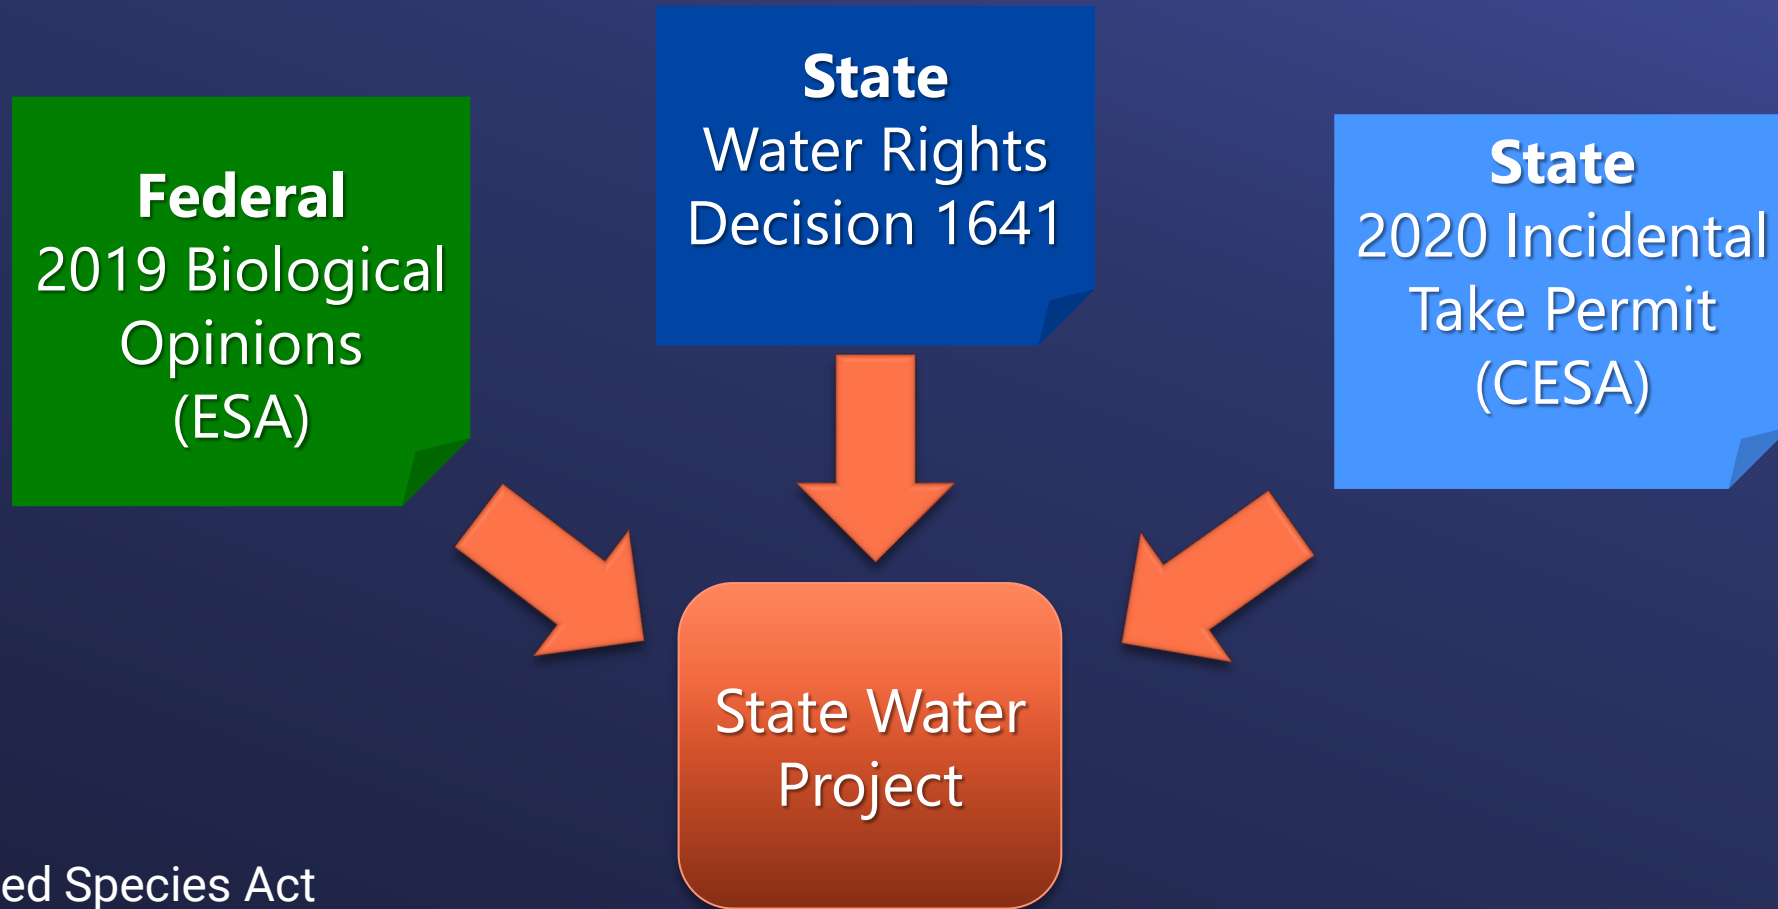 Federal
2019 Biological
Opinions
(ESA)
State
Water Rights
Decision 1641
State
2020 Incidental
Take Permit
(CESA)
State Water
Project
Species Act